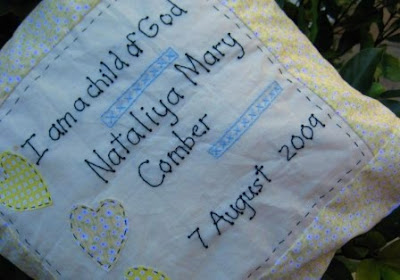 I am a child of God
Nataliya Mary
Comber
7 August 2009